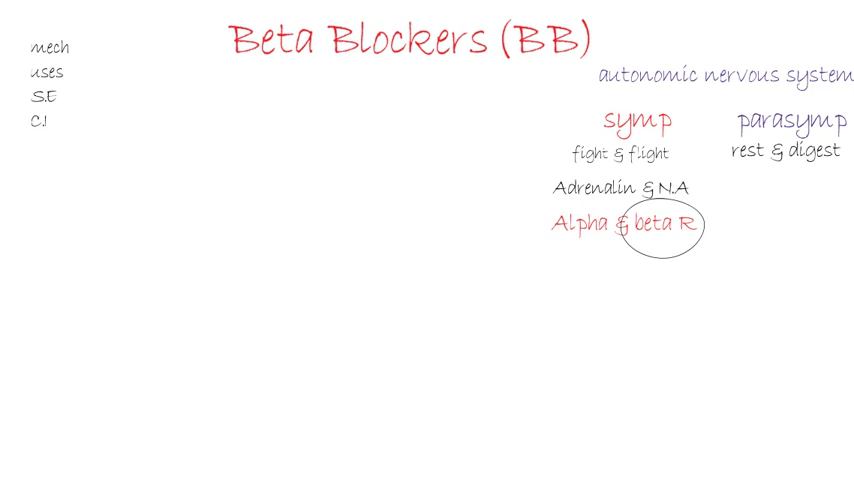 Beta Blockers (BB)
mech
uses
S.E
C.I
autonomic nervous system
symp
parasymp
fight & flight
rest & digest
Adrenalin & N.A
Alpha & beta R